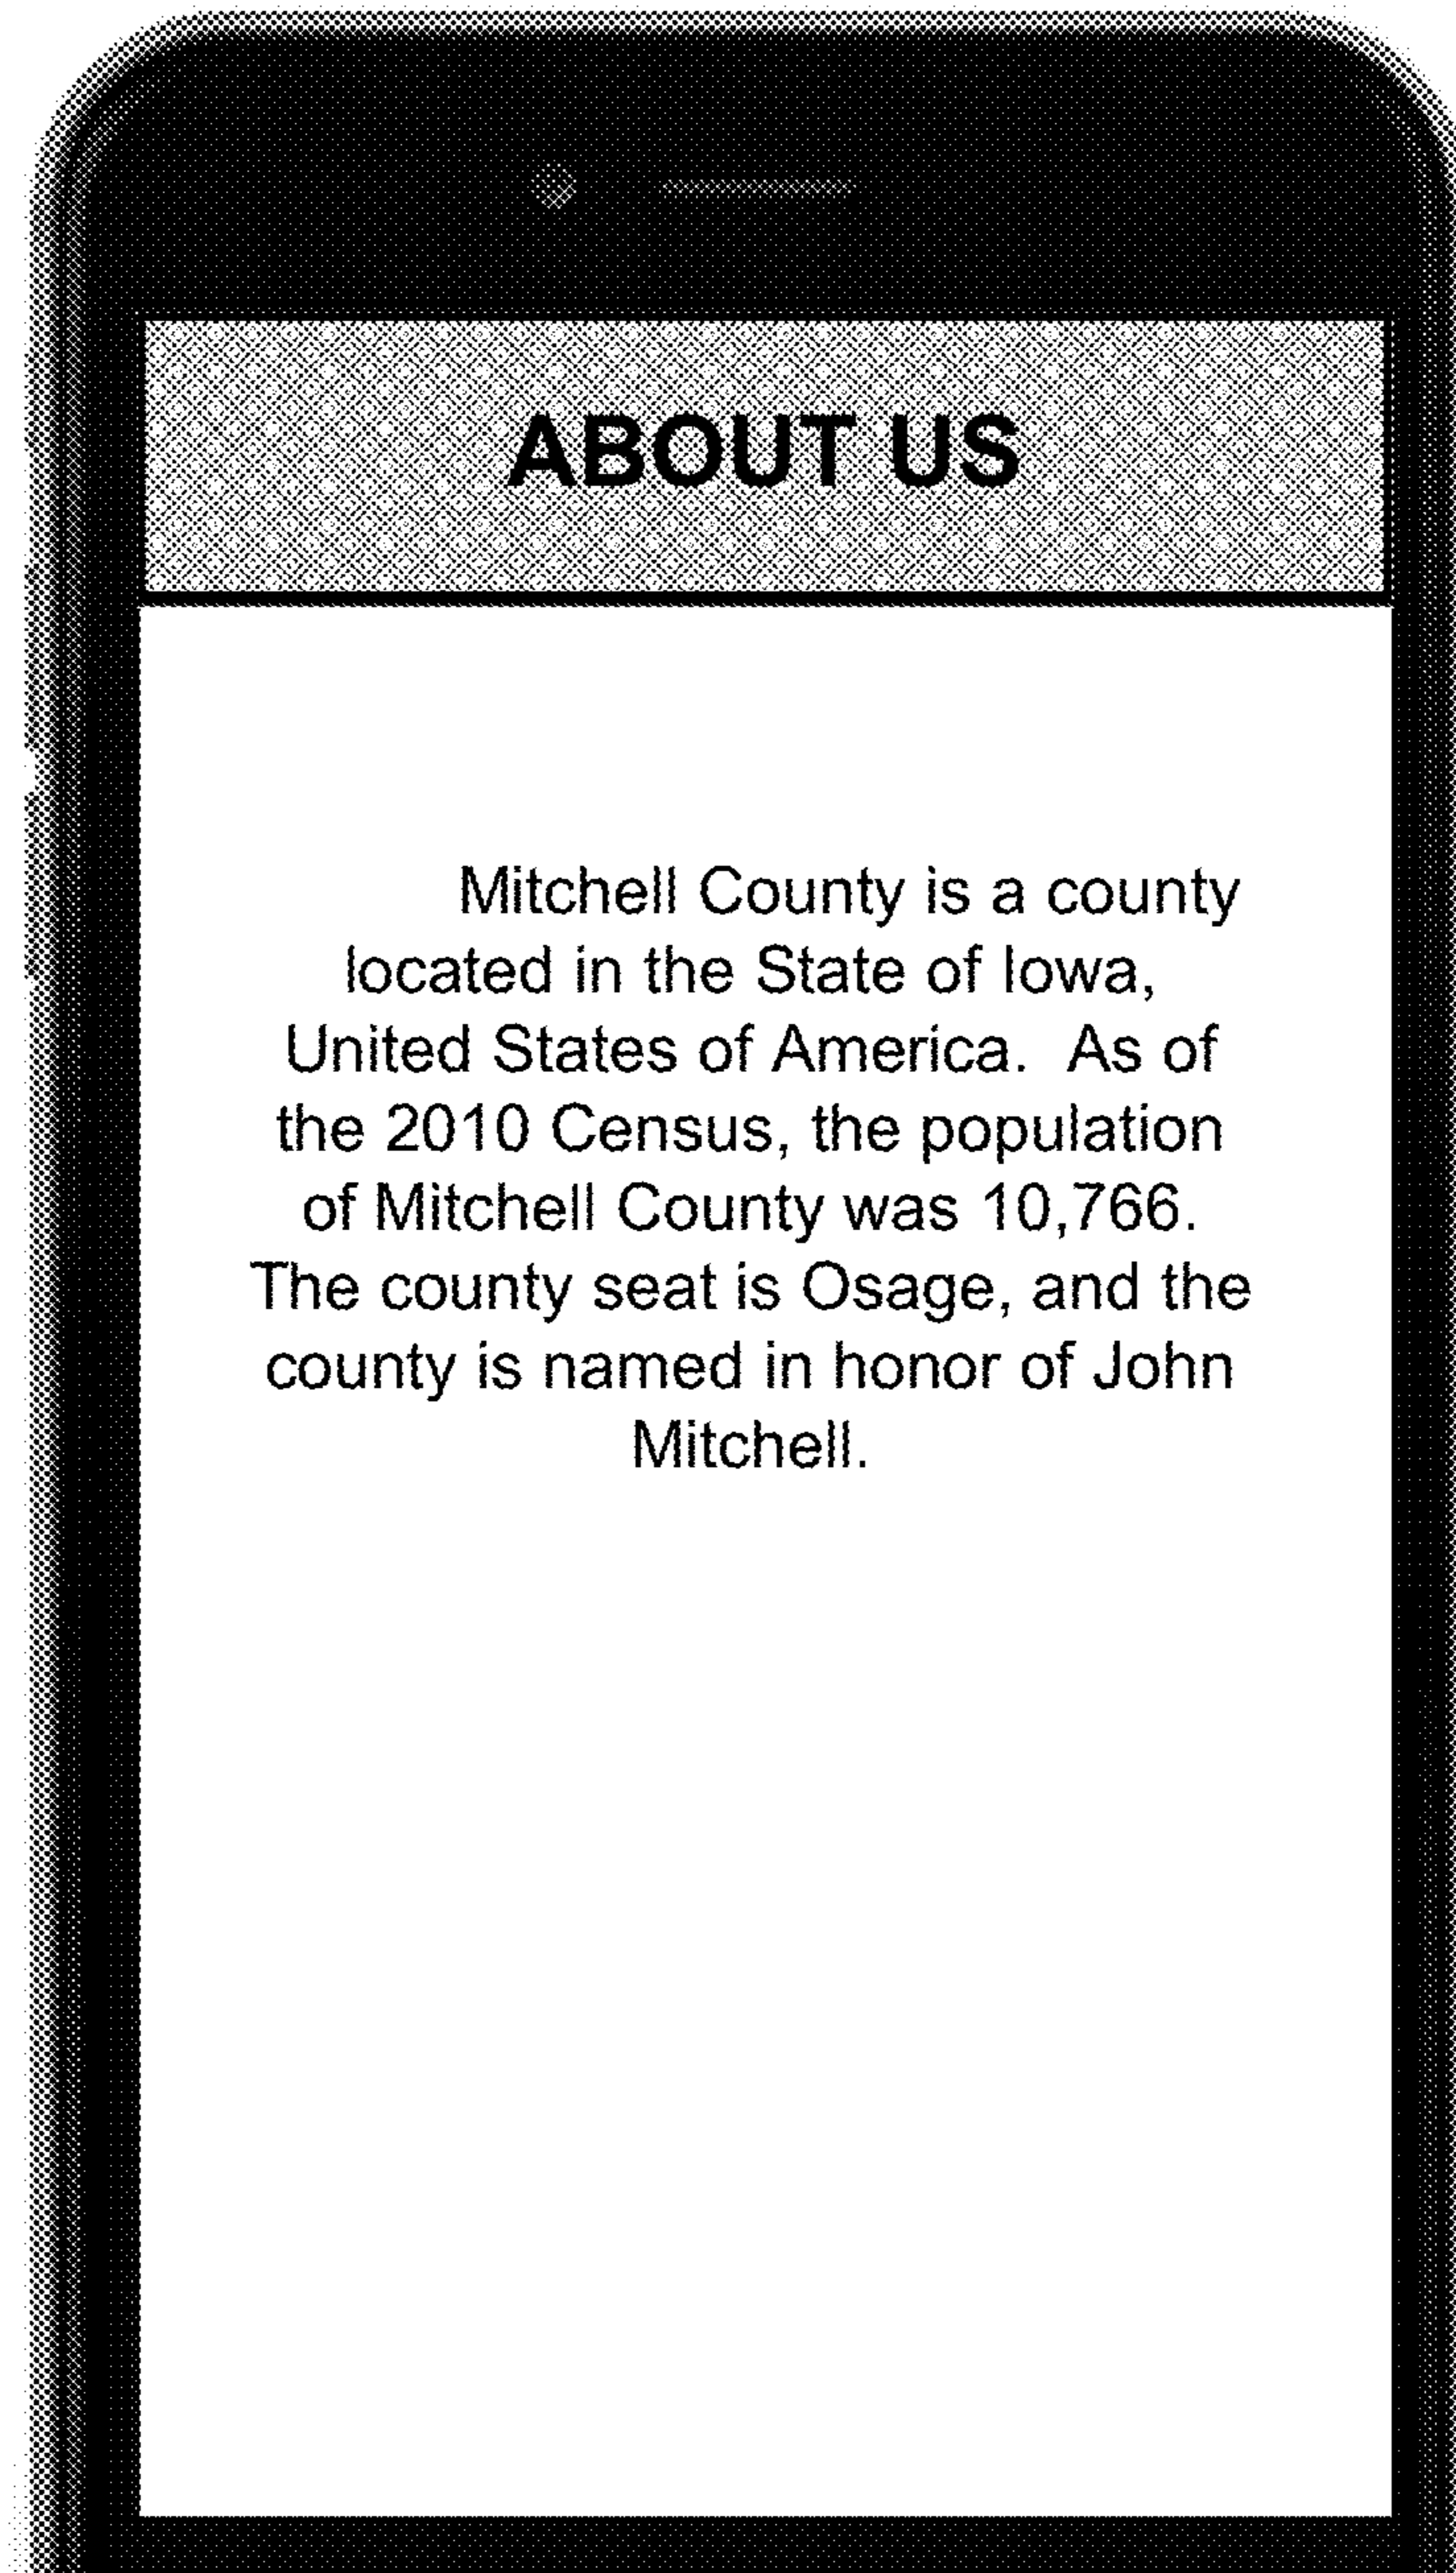 ABOUT US
Mitchell County is a county
located in the State of Iowa,
United States of America.  As of
the 2010 Census, the population
of Mitchell County was 10,766.
The county seat is Osage, and the
county is named in honor of John
Mitchell.